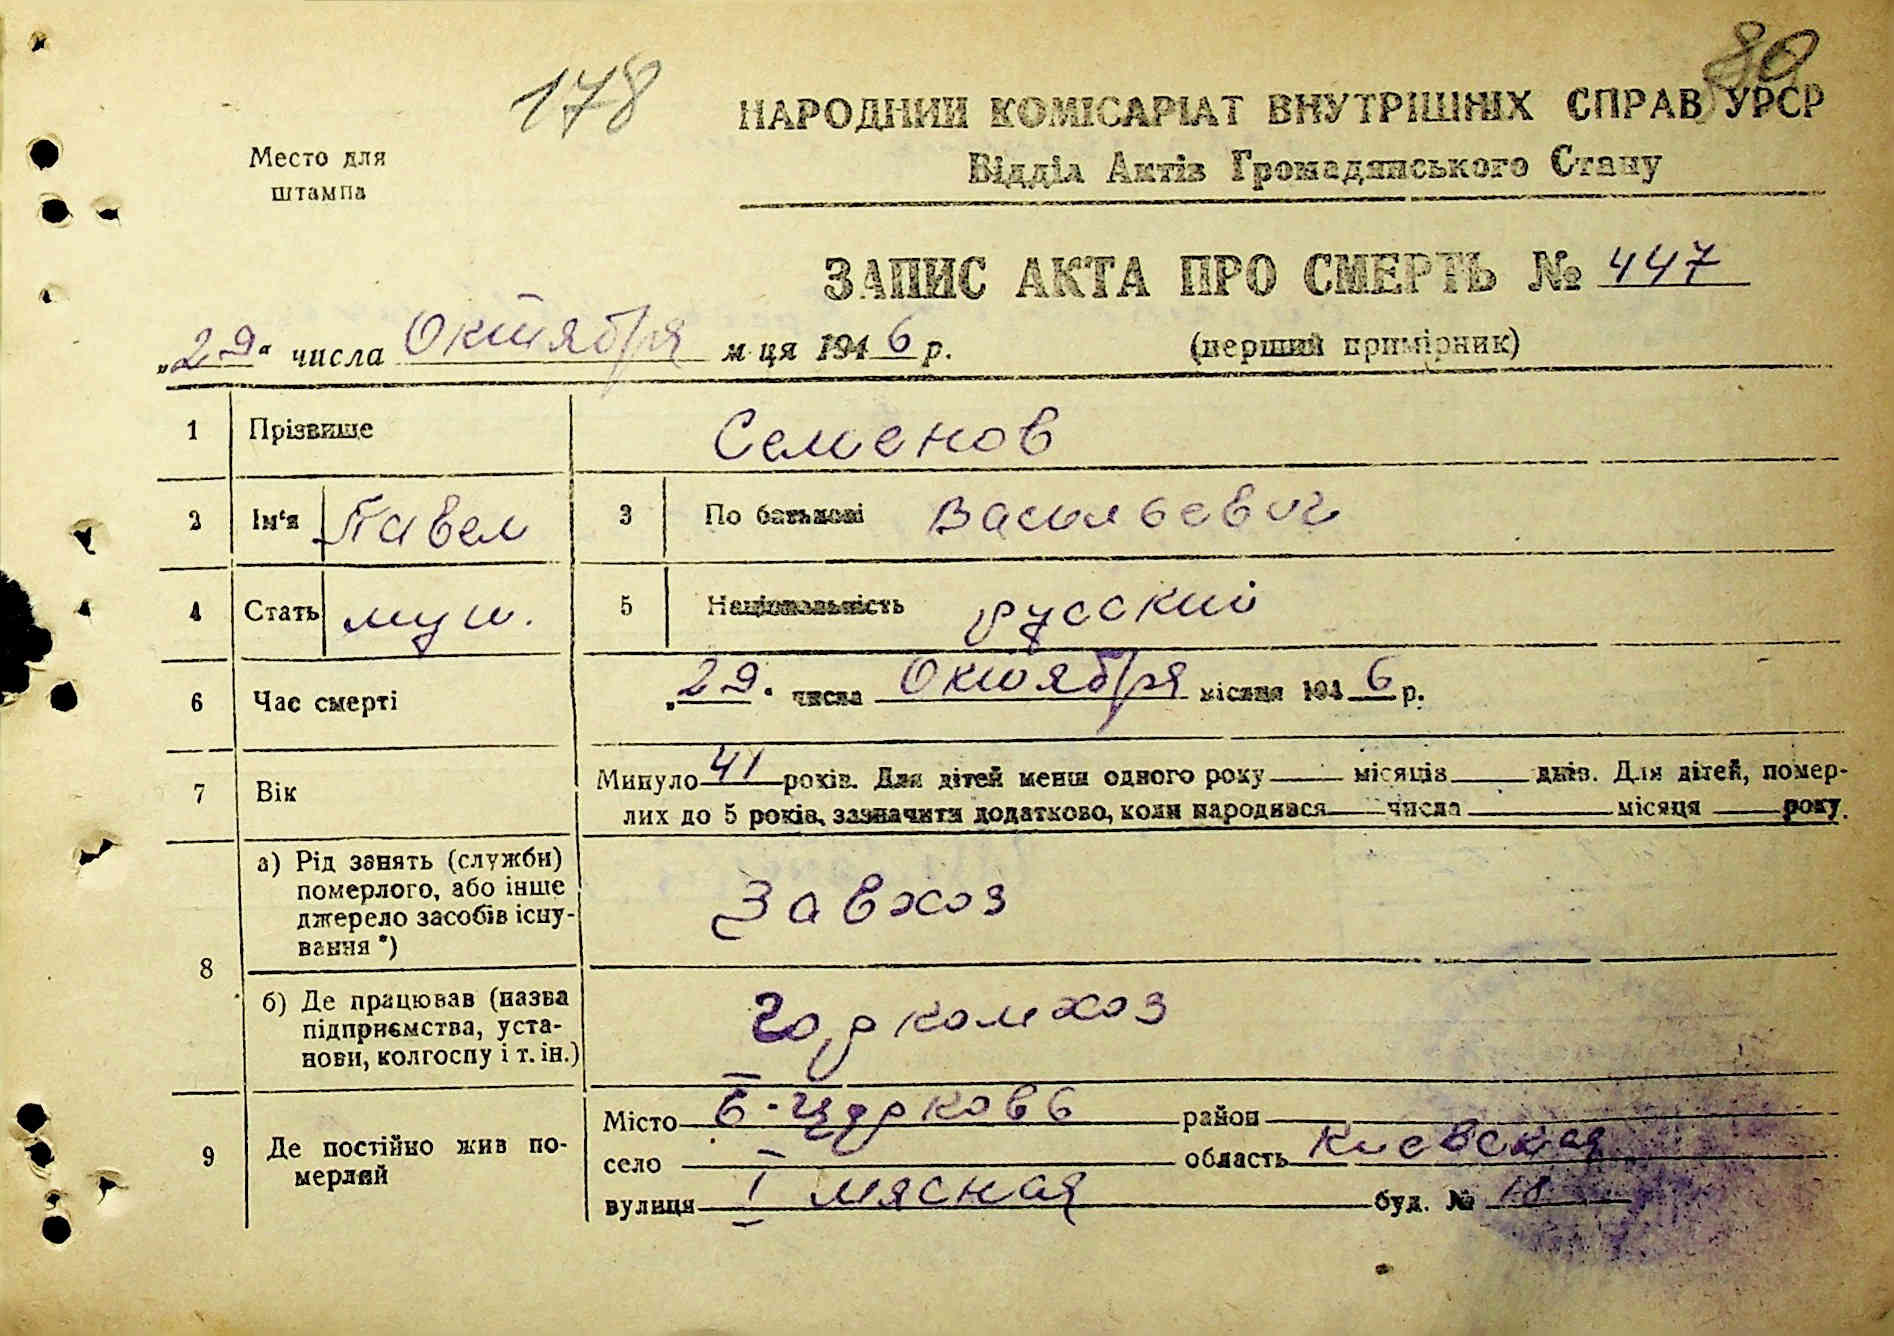 178
80
НАРОДНИЙ КОМІСАРІАТ ВНУТРІШНІХ СПРАВ УРСР
Відділ Актів Громадянського Стану
Место для
штампа
ЗАПИС АКТА ПРО СМЕРТЬ № 447
„29“ числа Октября м-ця 1946 р. (перший примірник)
1 Прізвище Семенов
2 Ім'я Павел 3 По батькові Васильевич
4 Стать муш. 5 Національність русский
6 Час смерті „29“ числа Октября місяця 1946 р.
7 Вік Минуло 41 років. Для дітей менш одного року місяців днів. Для дітей, помер-
лих до 5 років, зазначити додатково, коли народився числа місяця року.
8 а) Рід занять (служби)
померлого, або інше
джерело засобів існу-
вання *) Завхоз
б) Де працював (назва
підприємства, уста-
нови, колгоспу і т. ін.) Горкомхоз
9 Де постійно жив по-
мерлий
Місто Б-Церковь район
село область Киевская
вулиця I мясная буд. № 18